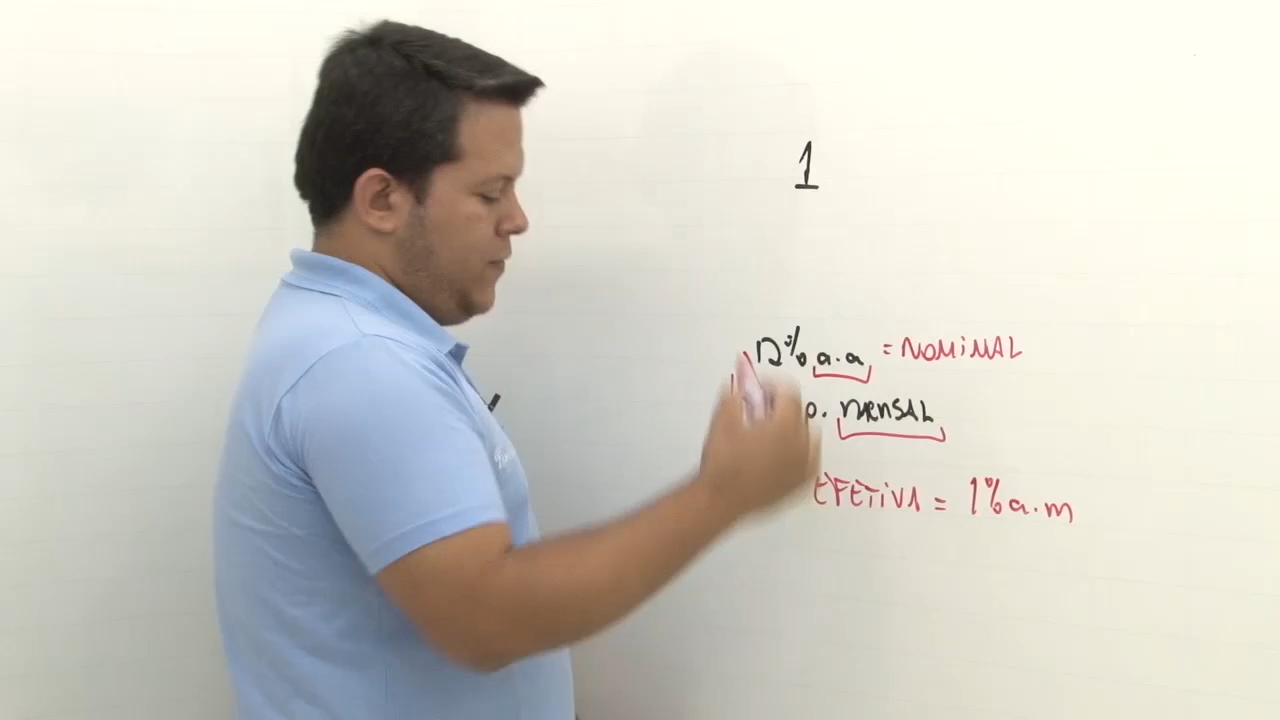 1
12% a.a = NOMINAL
MENSAL
EFETIVA = 1% a.m